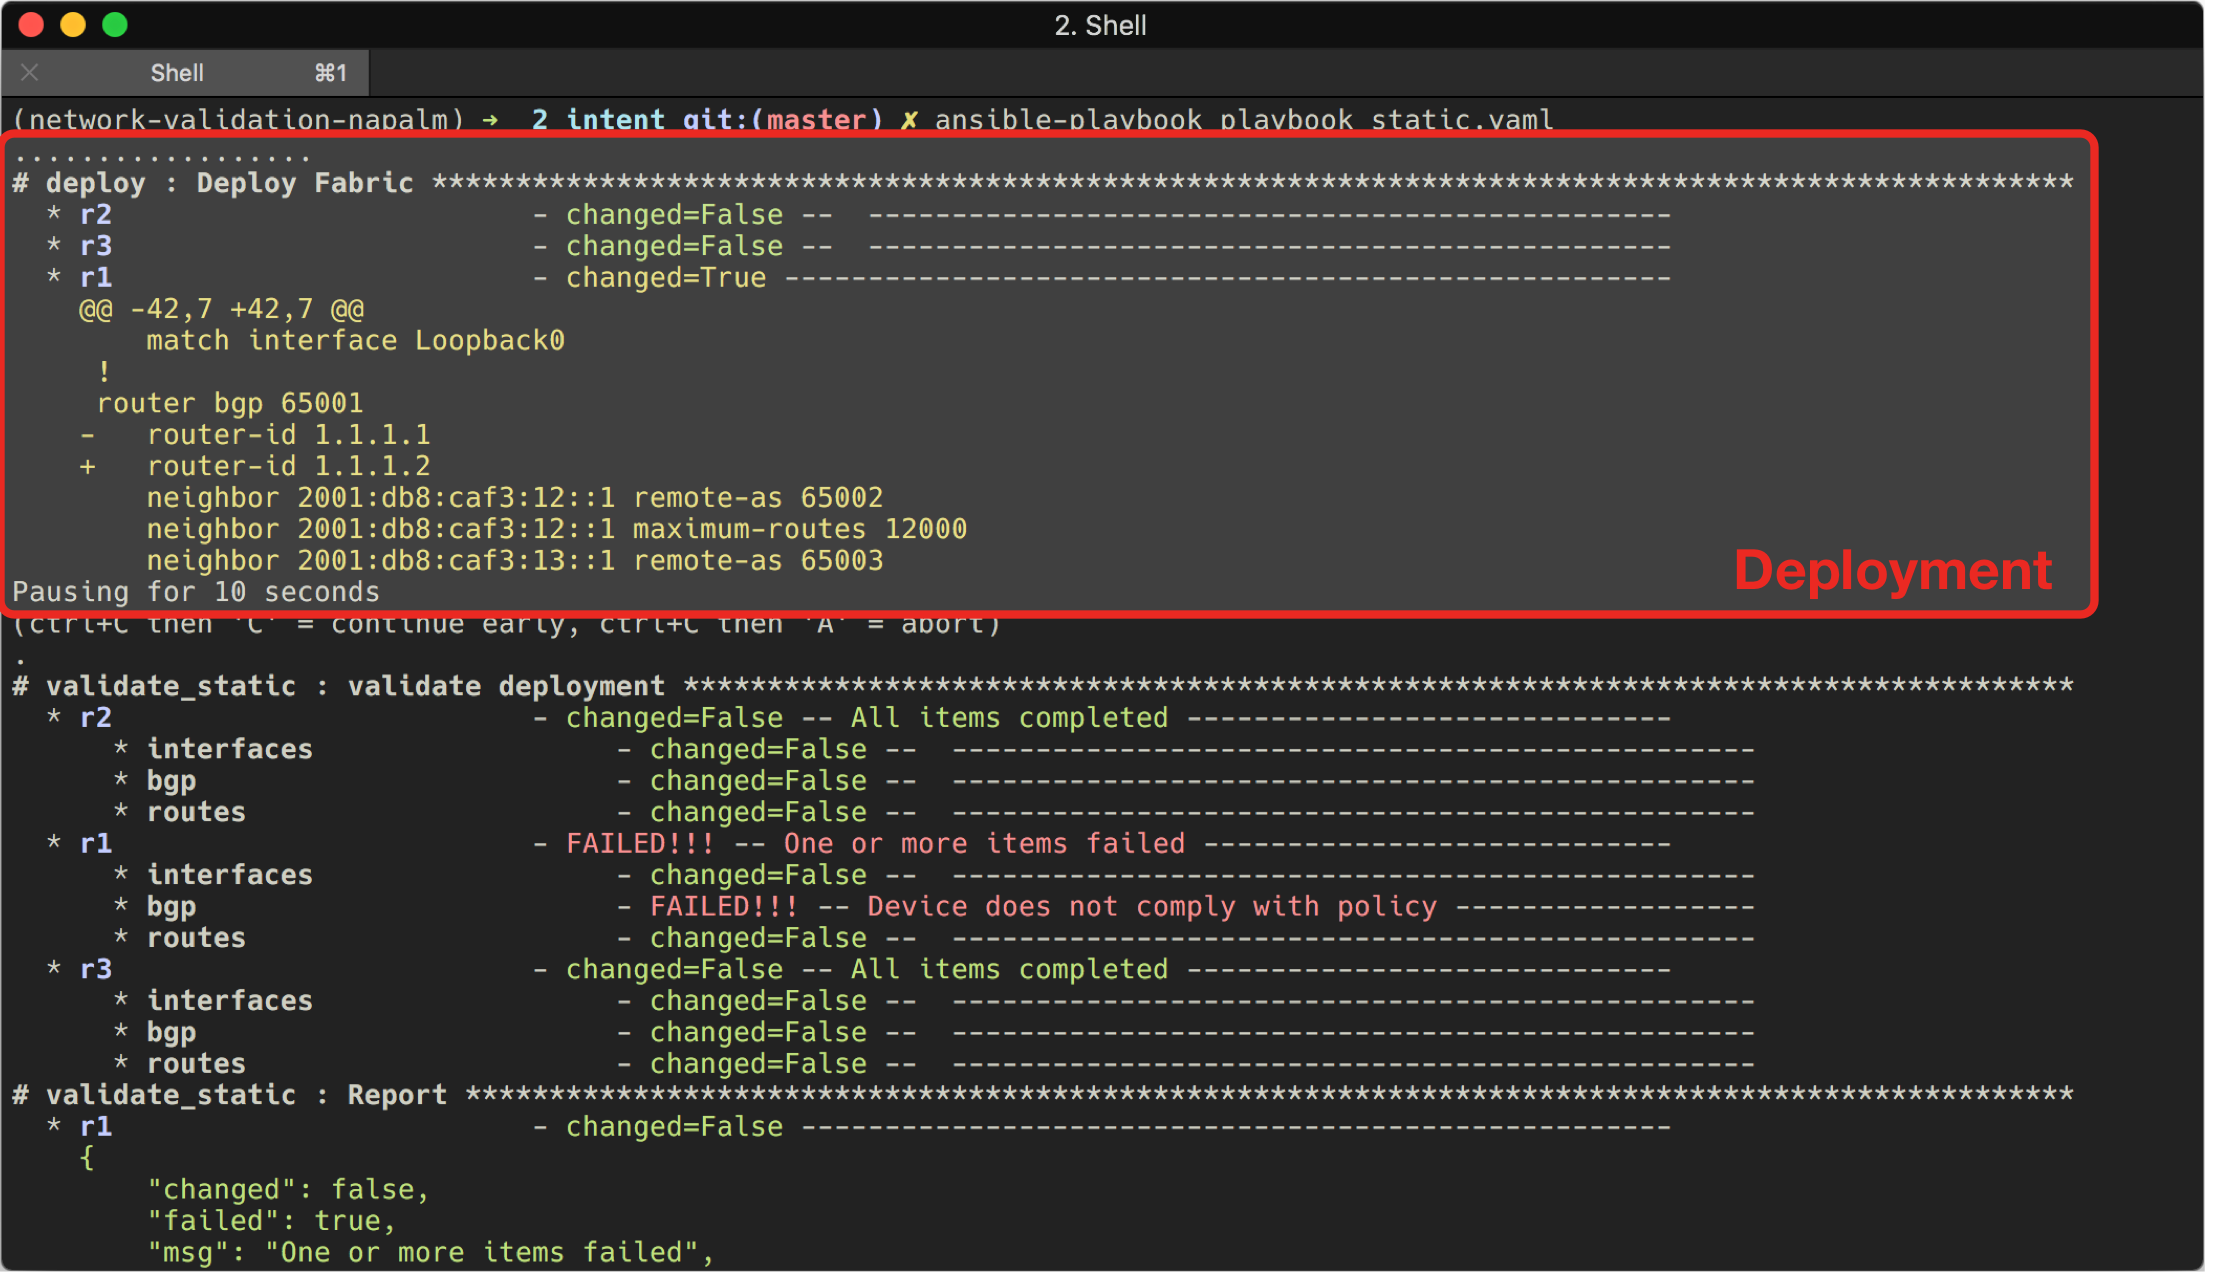 2. Shell
Shell ⌘1
(network-validation-napalm) ➜ 2 intent git:(master) ✗ ansible-playbook playbook static.yaml
..................
# deploy : Deploy Fabric **************************************************************************************************
* r2 - changed=False -- ------------------------------------------------
* r3 - changed=False -- ------------------------------------------------
* r1 - changed=True -----------------------------------------------------
@@ -42,7 +42,7 @@
match interface Loopback0
!
router bgp 65001
- router-id 1.1.1.1
+ router-id 1.1.1.2
neighbor 2001:db8:caf3:12::1 remote-as 65002
neighbor 2001:db8:caf3:12::1 maximum-routes 12000
neighbor 2001:db8:caf3:13::1 remote-as 65003
Deployment
Pausing for 10 seconds
(ctrl+C then 'C' = continue early, ctrl+C then 'A' = abort)
.
# validate_static : validate deployment ***********************************************************************************
* r2 - changed=False -- All items completed -----------------------------
* interfaces - changed=False -- ------------------------------------------------
* bgp - changed=False -- ------------------------------------------------
* routes - changed=False -- ------------------------------------------------
* r1 - FAILED!!! -- One or more items failed ----------------------------
* interfaces - changed=False -- ------------------------------------------------
* bgp - FAILED!!! -- Device does not comply with policy ------------------
* routes - changed=False -- ------------------------------------------------
* r3 - changed=False -- All items completed -----------------------------
* interfaces - changed=False -- ------------------------------------------------
* bgp - changed=False -- ------------------------------------------------
* routes - changed=False -- ------------------------------------------------
# validate_static : Report ************************************************************************************************
* r1 - changed=False ----------------------------------------------------
{
"changed": false,
"failed": true,
"msg": "One or more items failed",